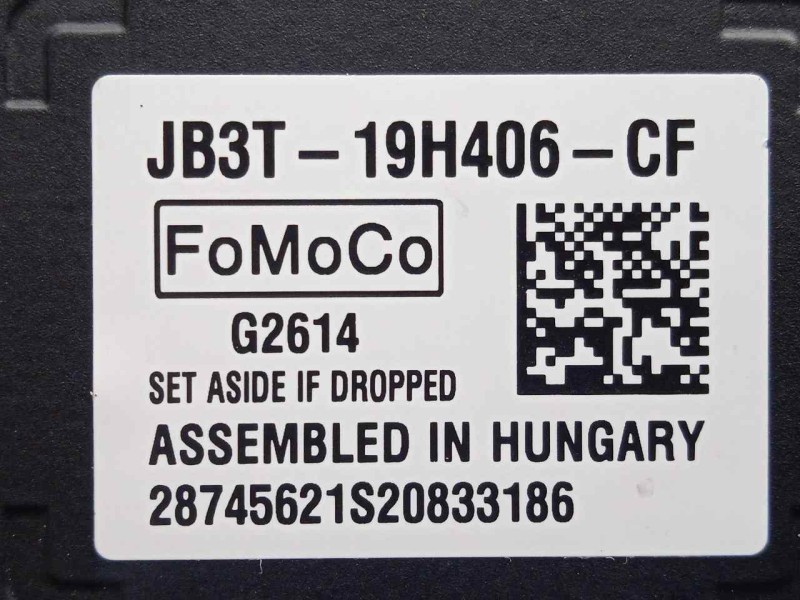 JB3T-19H406-CF
FoMoCo
G2614
SET ASIDE IF DROPPED
ASSEMBLED IN HUNGARY
28745621S20833186